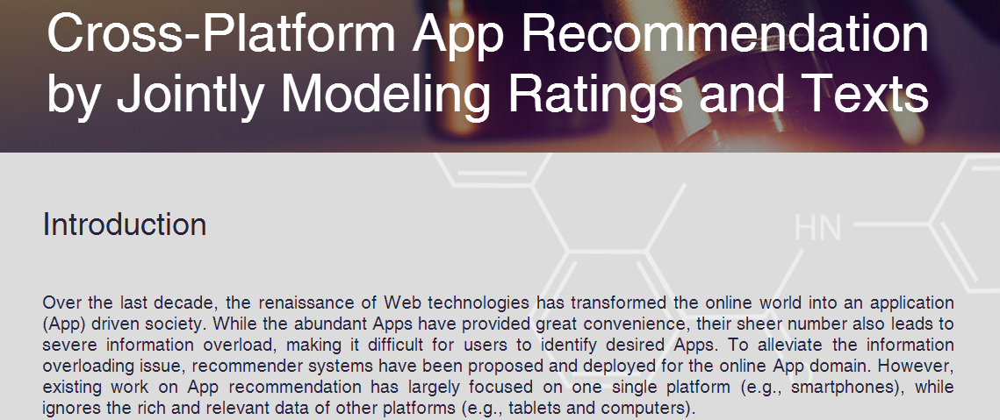 Cross-Platform App Recommendation
by Jointly Modeling Ratings and Texts
HN
Introduction
Over the last decade, the renaissance of Web technologies has transformed the online world into an application
(App) driven society. While the abundant Apps have provided great convenience, their sheer number also leads to
severe information overload, making it difficult for users to identify desired Apps. To alleviate the information
overloading issue, recommender systems have been proposed and deployed for the online App domain. However,
existing work on App recommendation has largely focused on one single platform (e.g., smartphones), while
ignores the rich and relevant data of other platforms (e.g., tablets and computers).